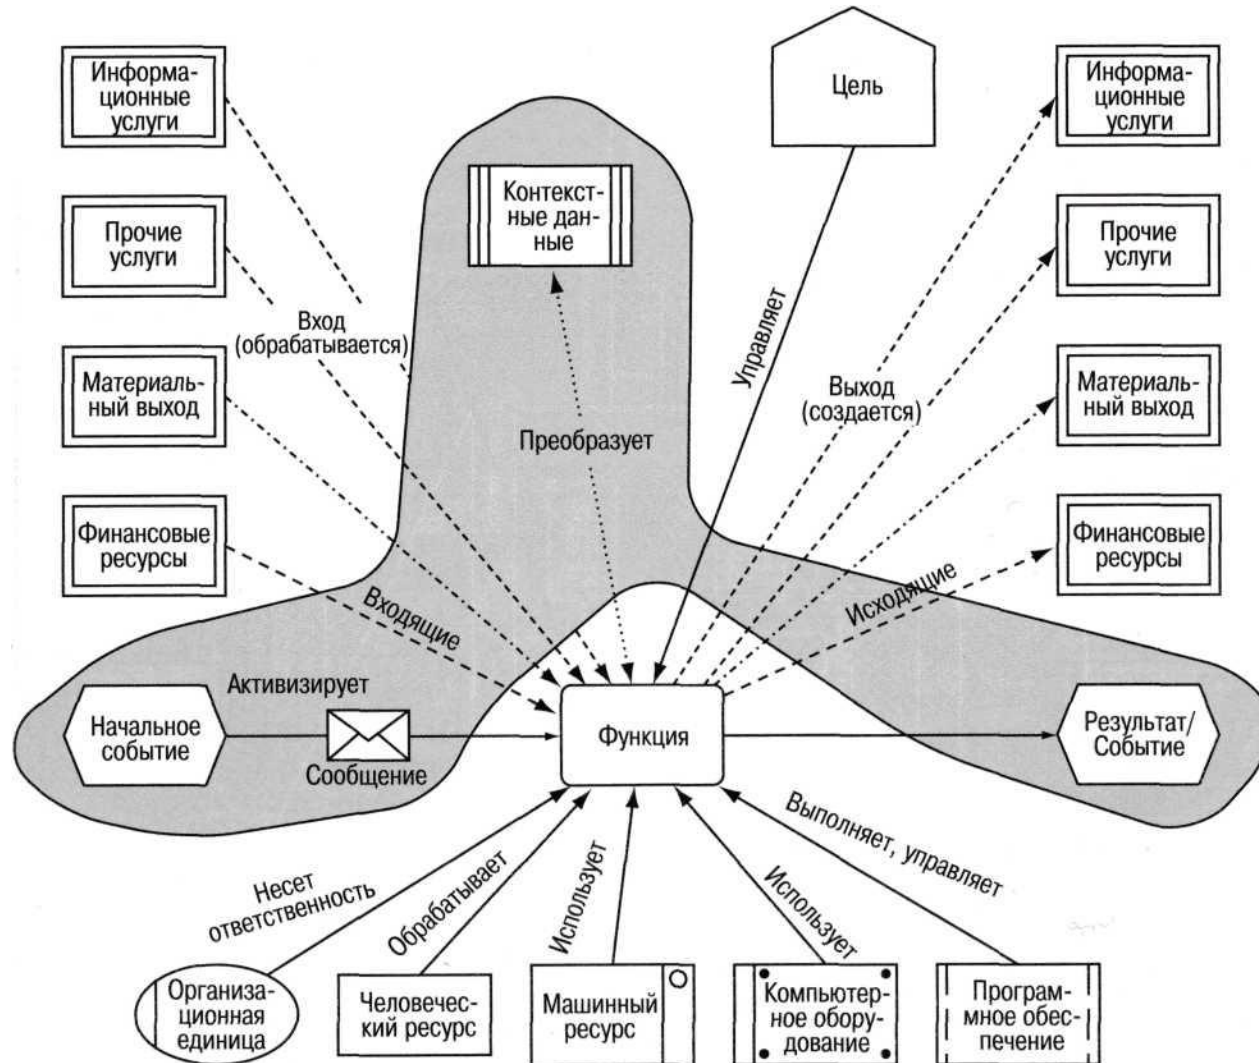 Информа-
ционные
услуги
Цель
Информа-
ционные
услуги
Контекст-
ные дан-
ные
Прочие
услуги
Прочие
услуги
Вход
(обрабатывается)
Управляет
Выход
(создается)
Материаль-
ный выход
Материаль-
ный выход
Преобразует
Финансовые
ресурсы
Финансовые
ресурсы
Входящие
Исходящие
Активизирует
Начальное
событие
Сообщение
Функция
Результат/
Событие
Несет
ответственность
Обрабатывает
Использует
Использует
Выполняет, управляет
Организа-
ционная
единица
Человечес-
кий ресурс
Машинный
ресурс
Компьютер-
ное обору-
дование
Програм-
мное обес-
печение